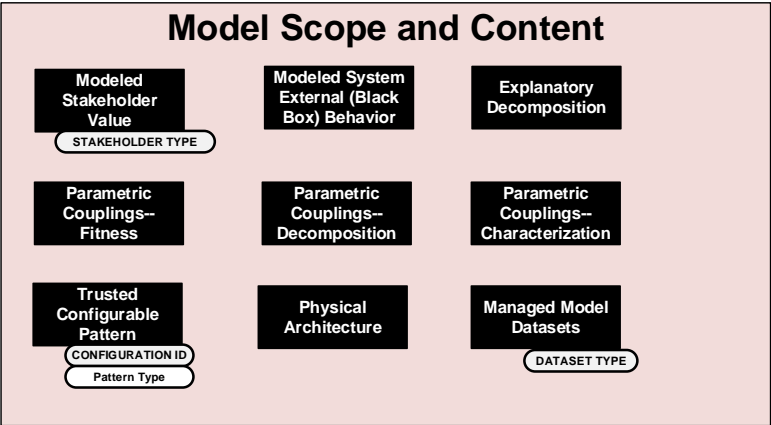 Model Scope and Content
Modeled
Stakeholder
Value
STAKEHOLDER TYPE
Modeled System
External (Black
Box) Behavior
Explanatory
Decomposition
Parametric
Couplings--
Fitness
Parametric
Couplings--
Decomposition
Parametric
Couplings--
Characterization
Trusted
Configurable
Pattern
CONFIGURATION ID
Pattern Type
Physical
Architecture
Managed Model
Datasets
DATASET TYPE